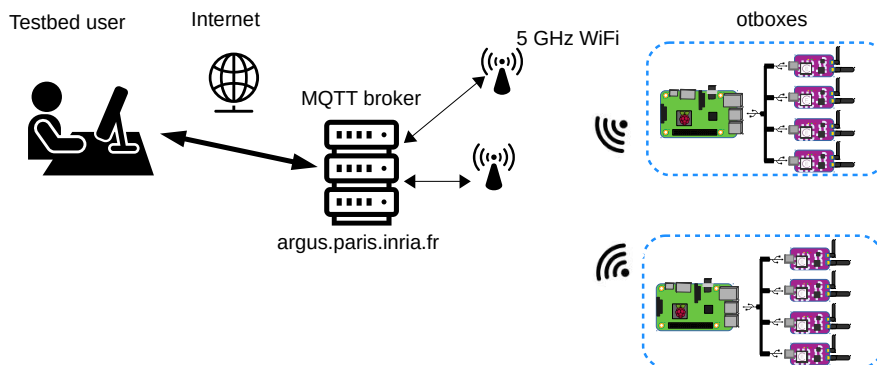 Testbed user
Internet
5 GHz WiFi
otboxes
MQTT broker
argus.paris.inria.fr